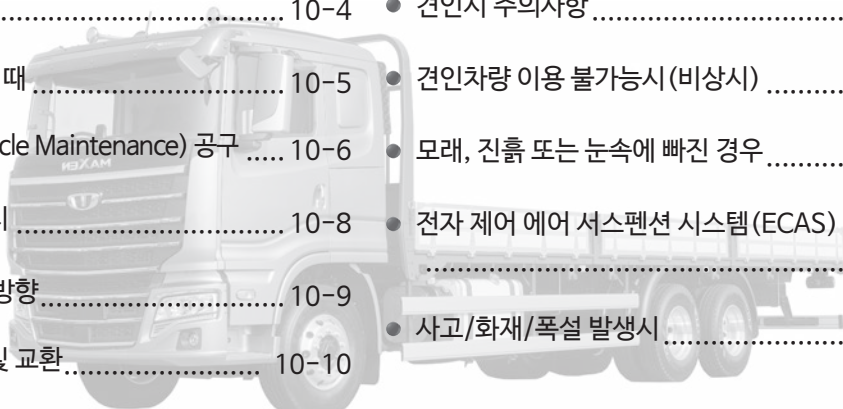 10-4
때 10-5
cle Maintenance) 공구 10-6
10-8
방향 10-9
및 교환 10-10
● 견인시 주의사항
● 견인차량 이용 불가능시(비상시)
● 모래, 진흙 또는 눈속에 빠진 경우
● 전자 제어 에어 서스펜션 시스템(ECAS)
● 사고/화재/폭설 발생시
MAXEN